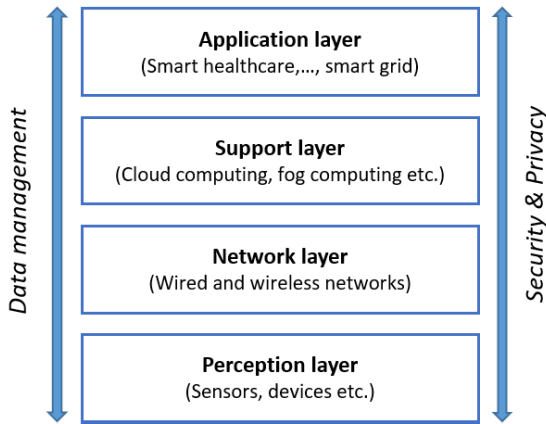 Application layer
(Smart healthcare,..., smart grid)
Support layer
(Cloud computing, fog computing etc.)
Network layer
(Wired and wireless networks)
Perception layer
(Sensors, devices etc.)
Data management
Security & Privacy